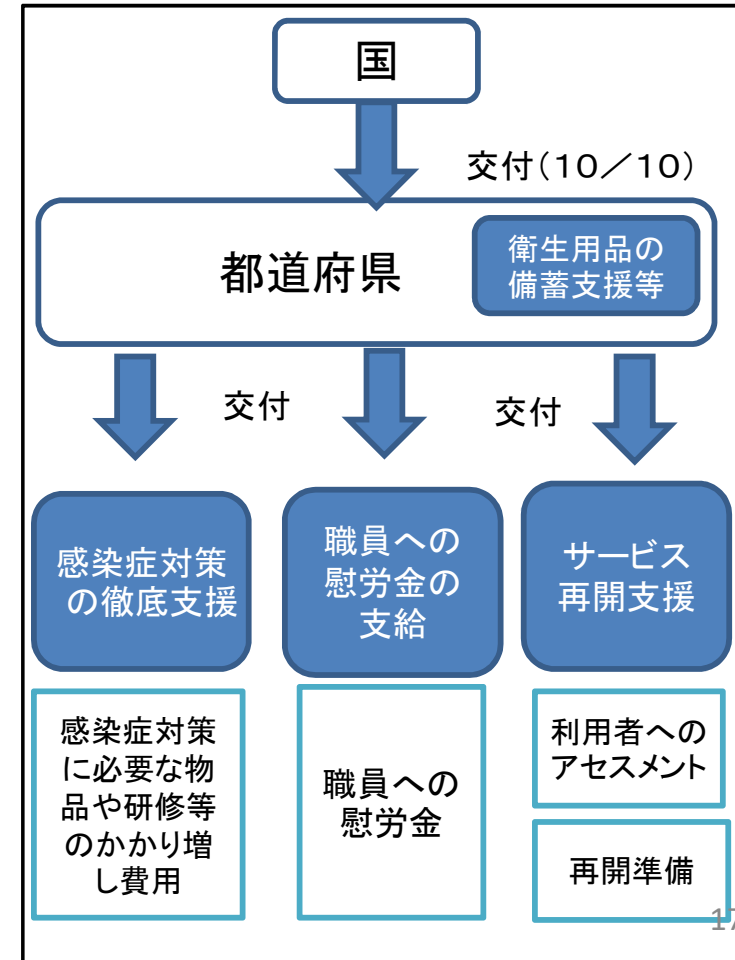 国
交付(10/10)
都道府県
衛生用品の
備蓄支援等
交付
交付
感染症対策
の徹底支援
職員への
慰労金の
支給
サービス
再開支援
感染症対策
に必要な物
品や研修等
のかかり増
し費用
職員への
慰労金
利用者への
アセスメント
再開準備
17